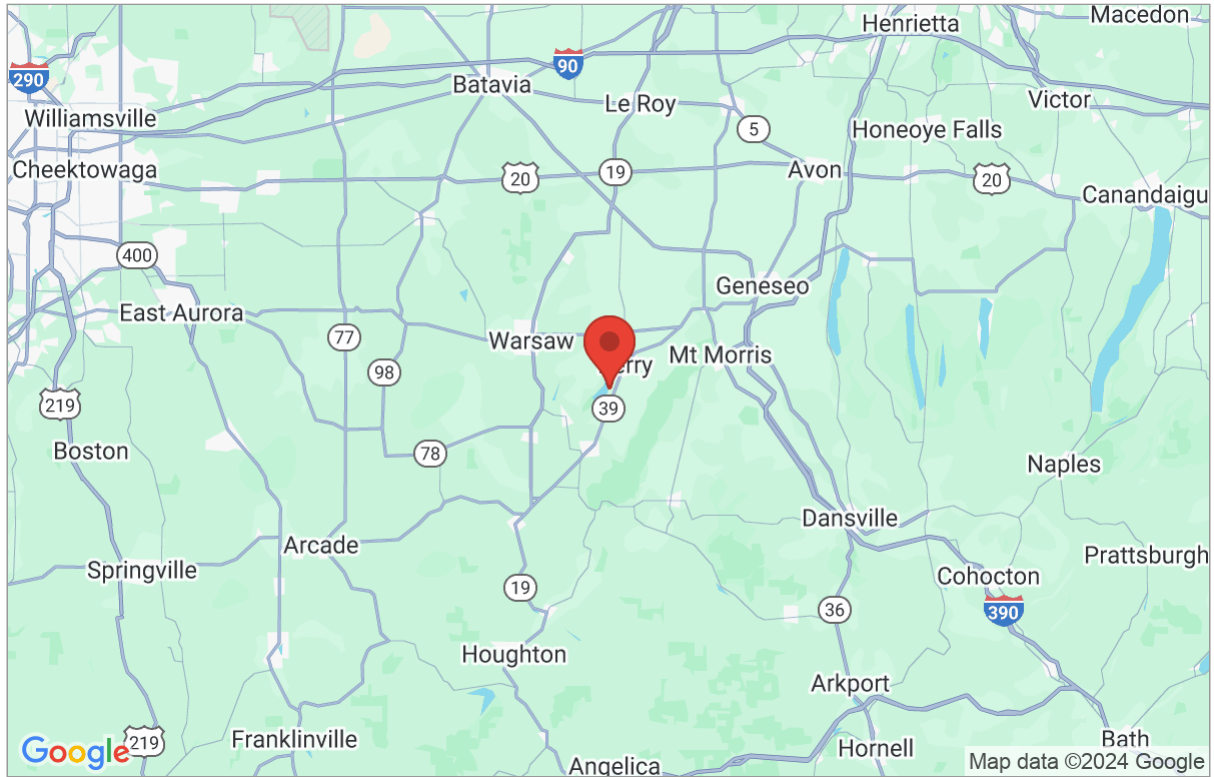 Macedon
Henrietta
290
90
Batavia
Le Roy
Victor
Williamsville
5
Honeoye Falls
Cheektowaga
20
19
Avon
20
Canandaigu
400
Geneseo
East Aurora
77
Warsaw
erry
Mt Morris
98
219
39
Boston
78
Naples
Dansville
Arcade
Prattsburgh
Springville
Cohocton
19
36
390
Houghton
Arkport
Franklinville
219
Google
Bath
Hornell
Angelica
Map data ©2024 Google